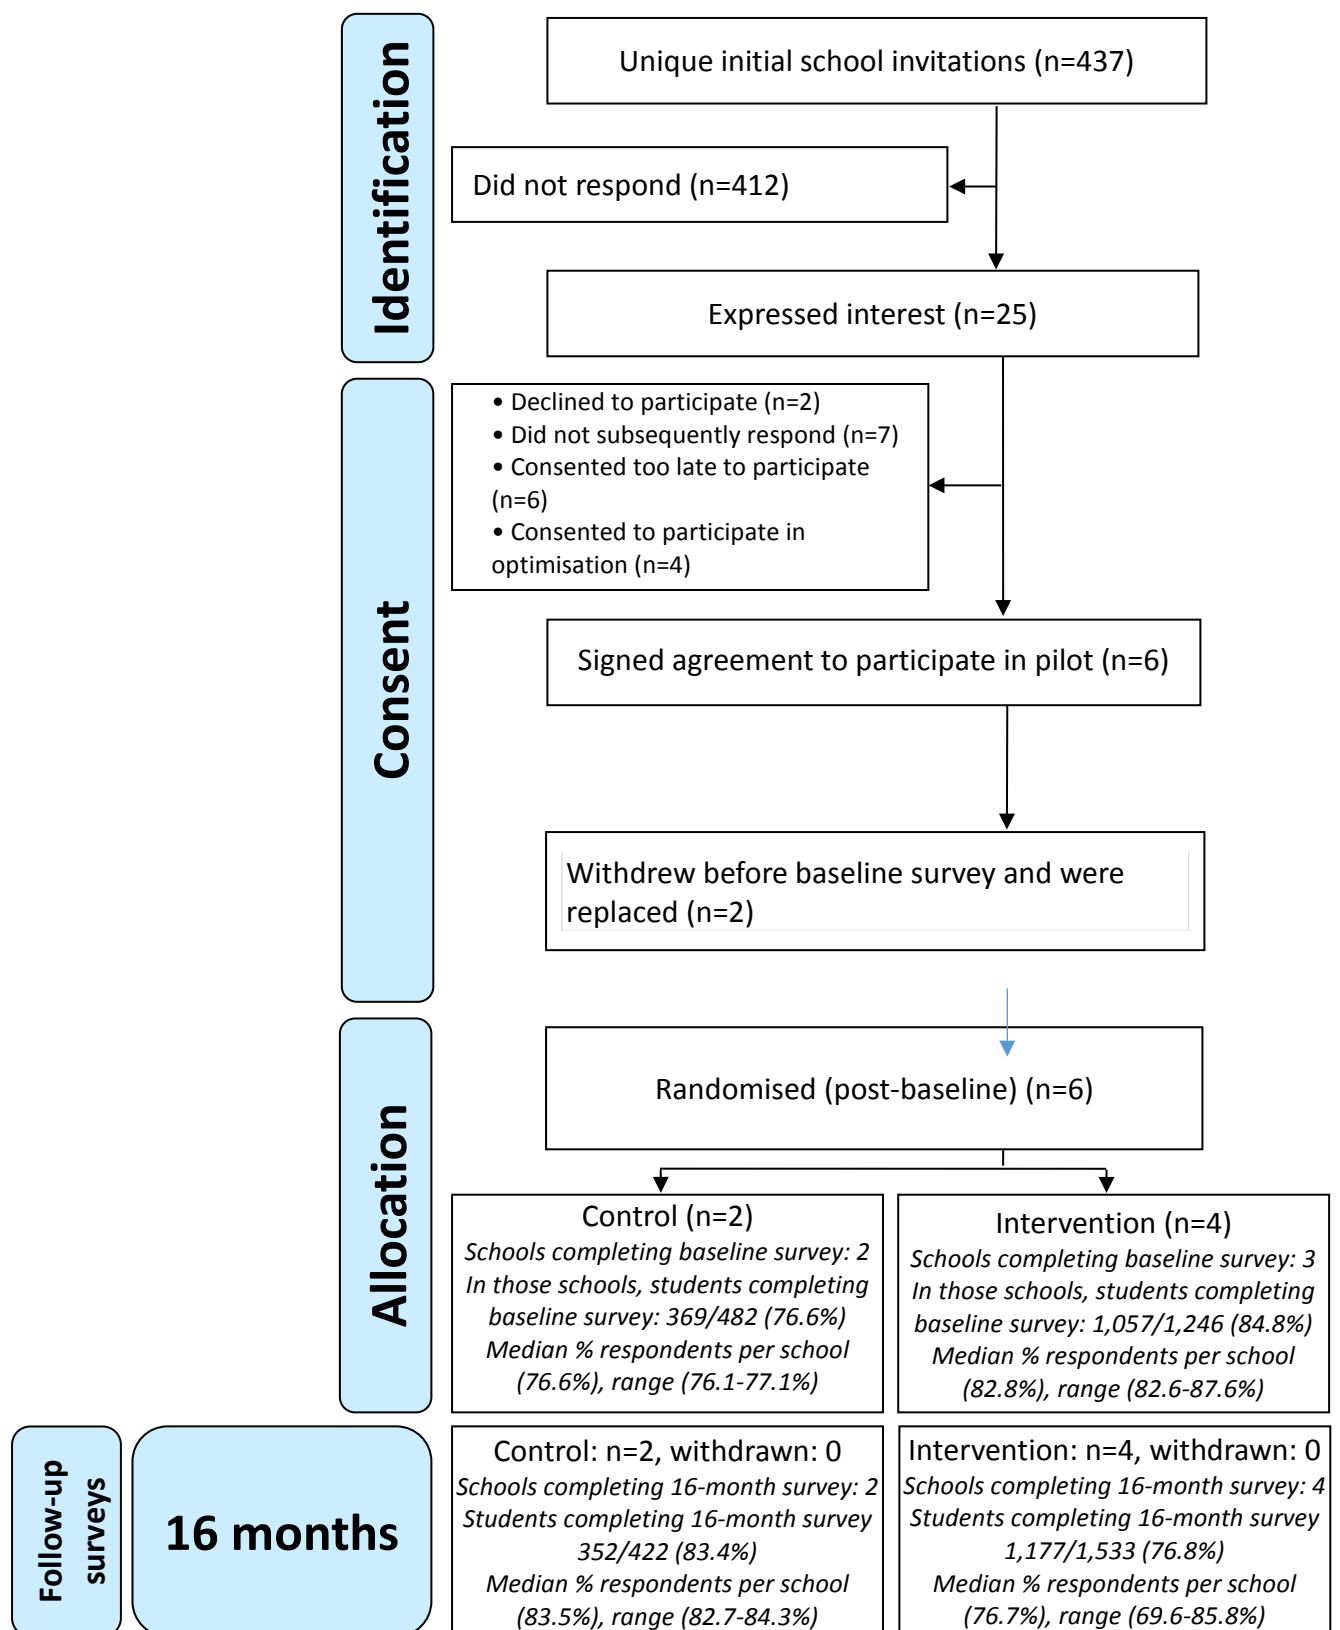 Identification
Unique initial school invitations (n=437)
Did not respond (n=412)
Expressed interest (n=25)
Consent
• Declined to participate (n=2)
• Did not subsequently respond (n=7)
• Consented too late to participate
(n=6)
• Consented to participate in
optimisation (n=4)
Signed agreement to participate in pilot (n=6)
Withdrew before baseline survey and were
replaced (n=2)
Allocation
Randomised (post-baseline) (n=6)
Control (n=2)
Schools completing baseline survey: 2
In those schools, students completing
baseline survey: 369/482 (76.6%)
Median % respondents per school
(76.6%), range (76.1-77.1%)
Intervention (n=4)
Schools completing baseline survey: 3
In those schools, students completing
baseline survey: 1,057/1,246 (84.8%)
Median % respondents per school
(82.8%), range (82.6-87.6%)
Follow-up
surveys
16 months
Control: n=2, withdrawn: 0
Schools completing 16-month survey: 2
Students completing 16-month survey
352/422 (83.4%)
Median % respondents per school
(83.5%), range (82.7-84.3%)
Intervention: n=4, withdrawn: 0
Schools completing 16-month survey: 4
Students completing 16-month survey
1,177/1,533 (76.8%)
Median % respondents per school
(76.7%), range (69.6-85.8%)